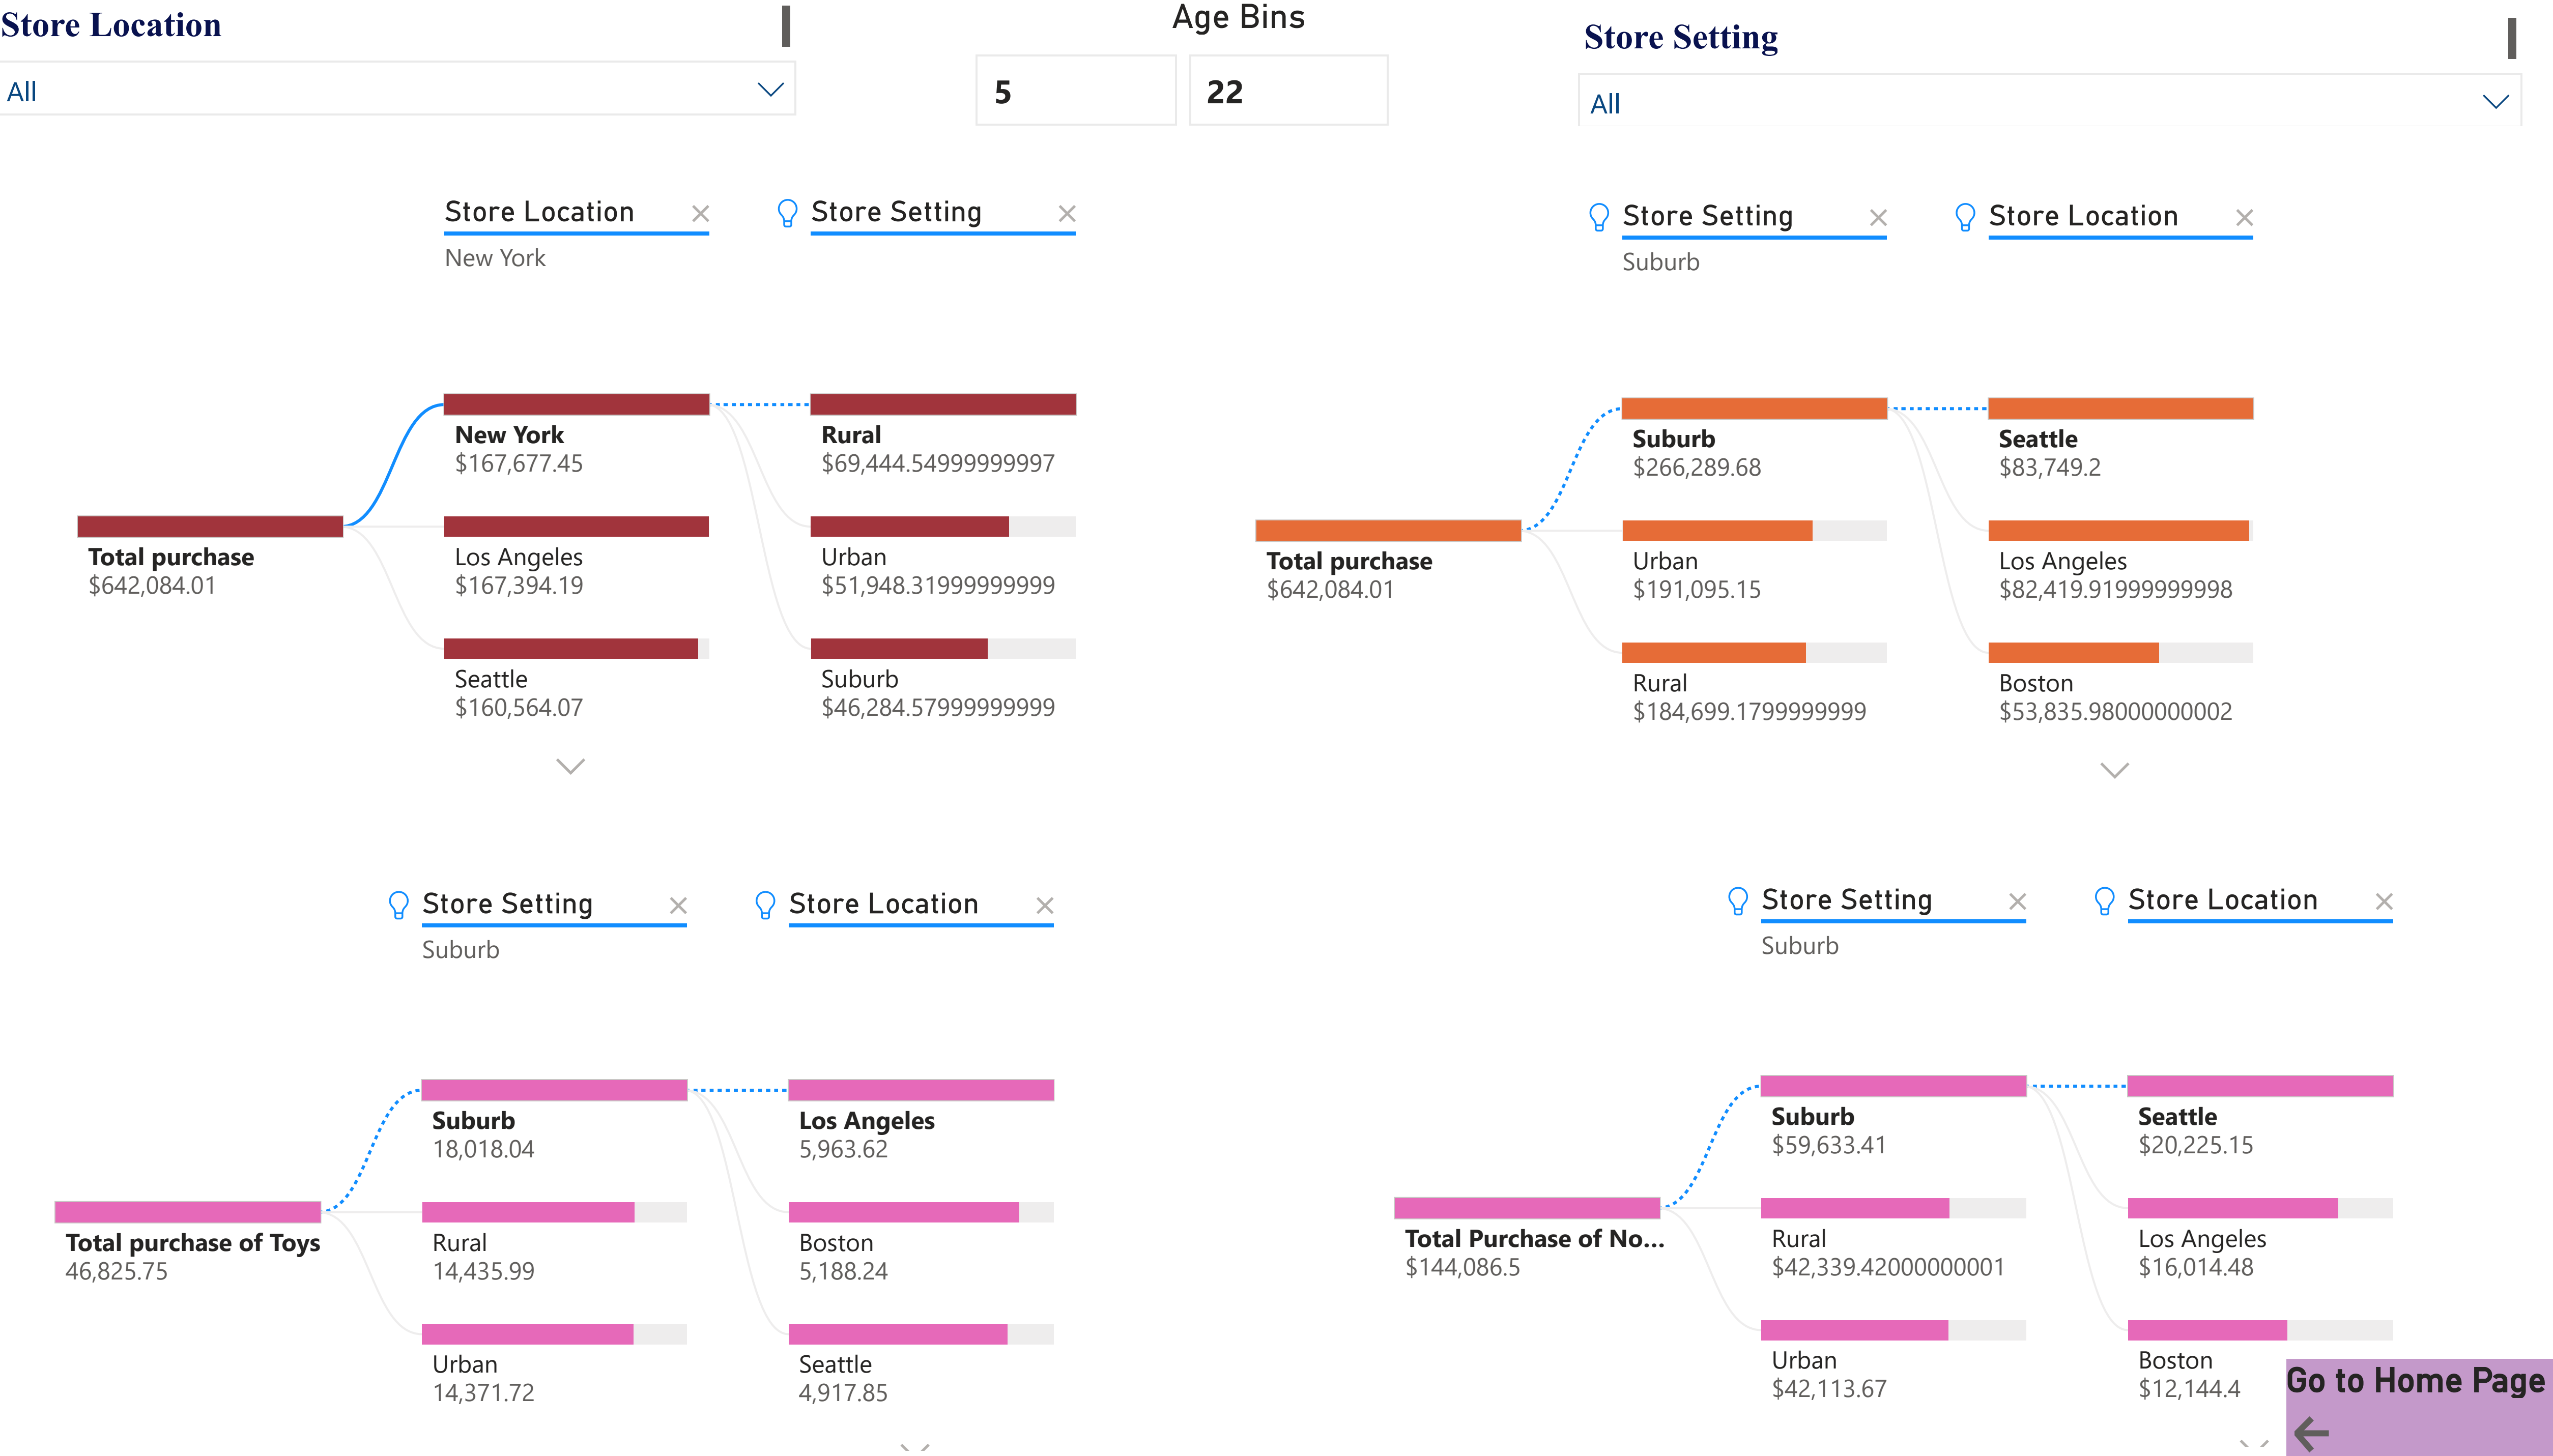 Store Location
All
Age Bins
5
22
Store Setting
All
Store Location
Store Setting
New York
New York
$167,677.45
Rural
$69,444.54999999997
Total purchase
$642,084.01
Los Angeles
$167,394.19
Urban
$51,948.31999999999
Seattle
$160,564.07
Suburb
$46,284.57999999999
Store Setting
Store Location
Suburb
Suburb
$266,289.68
Seattle
$83,749.2
Total purchase
$642,084.01
Urban
$191,095.15
Los Angeles
$82,419.91999999998
Rural
$184,699.1799999999
Boston
$53,835.98000000002
Store Setting
Store Location
Suburb
Suburb
18,018.04
Los Angeles
5,963.62
Total purchase of Toys
46,825.75
Rural
14,435.99
Boston
5,188.24
Urban
14,371.72
Seattle
4,917.85
Store Setting
Store Location
Suburb
Suburb
$59,633.41
Seattle
$20,225.15
Total Purchase of No...
$144,086.5
Rural
$42,339.42000000001
Los Angeles
$16,014.48
Urban
$42,113.67
Boston
$12,144.4
Go to Home Page